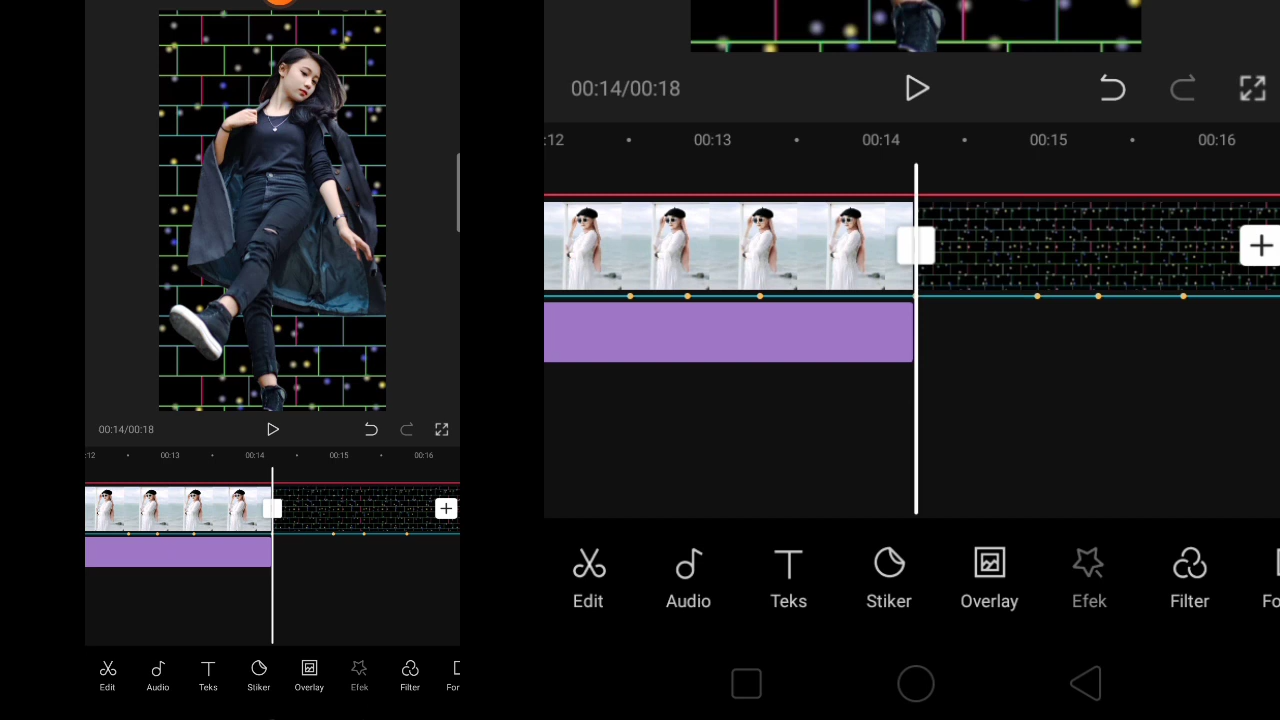 00:14/00:18
:12 00:13 00:14 00:15 00:16
Edit Audio Teks Stiker Overlay Efek Filter For
00:14/00:18
:12 00:13 00:14 00:15 00:16
Edit Audio Teks Stiker Overlay Efek Filter Fo